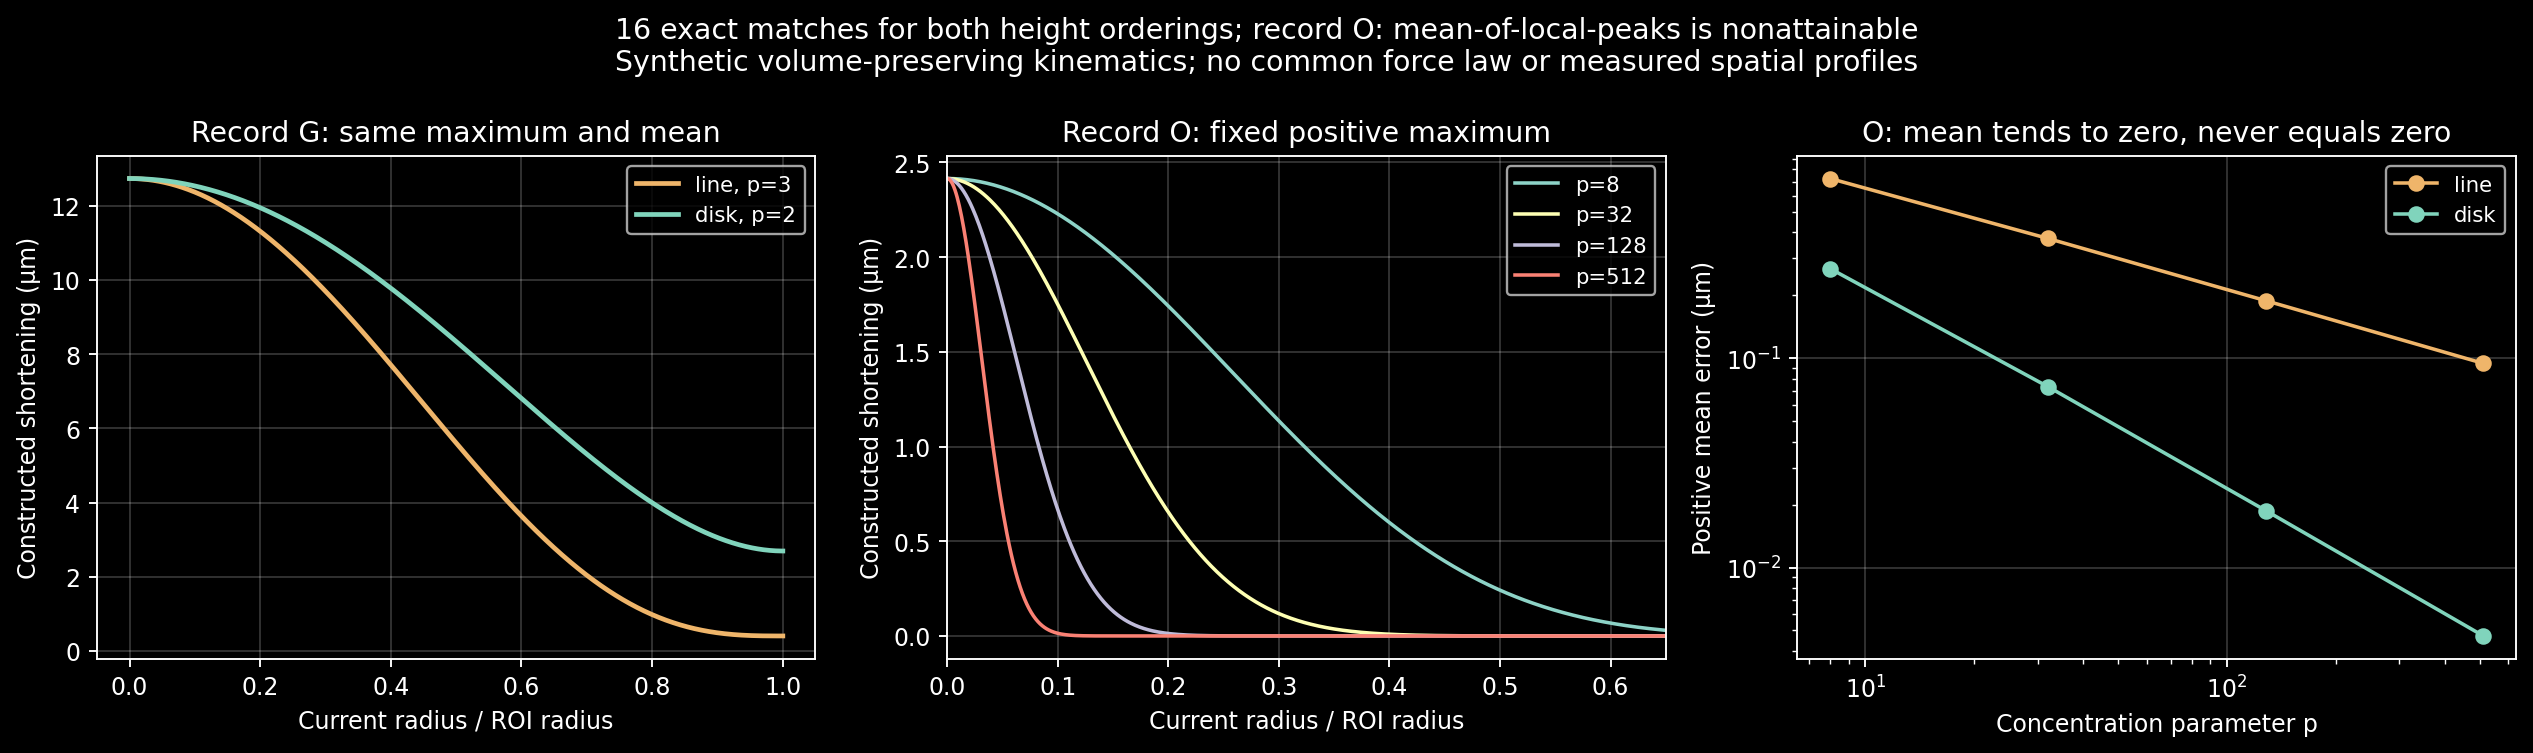 16 exact matches for both height orderings; record O: mean-of-local-peaks is nonattainable
Synthetic volume-preserving kinematics; no common force law or measured spatial profiles
Record G: same maximum and mean
line, p=3
disk, p=2
Constructed shortening (µm)
12
10
8
6
4
2
0
0.0 0.2 0.4 0.6 0.8 1.0
Current radius / ROI radius
Record O: fixed positive maximum
p=8
p=32
p=128
p=512
Constructed shortening (µm)
2.5
2.0
1.5
1.0
0.5
0.0
0.0 0.1 0.2 0.3 0.4 0.5 0.6
Current radius / ROI radius
O: mean tends to zero, never equals zero
line
disk
Positive mean error (µm)
10⁻¹
10⁻²
10¹ 10²
Concentration parameter p